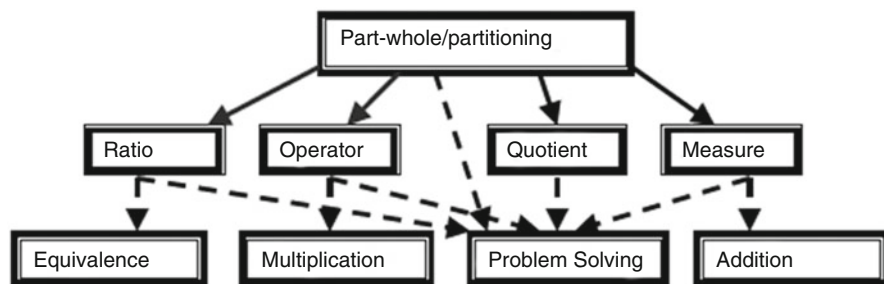 Part-whole/partitioning
Ratio
Operator
Quotient
Measure
Equivalence
Multiplication
Problem Solving
Addition